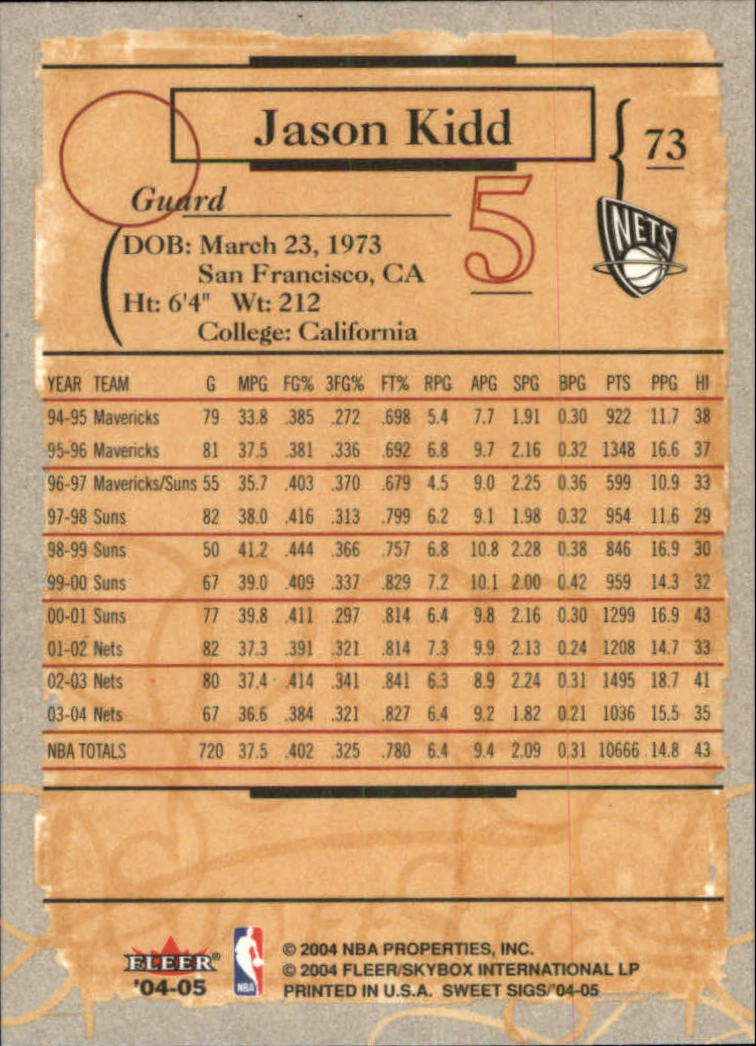 Jason Kidd
73
Guard
5
NETS
DOB: March 23, 1973
San Francisco, CA
Ht: 6'4" Wt: 212
College: California
YEAR TEAM G MPG FG% 3FG% FT% RPG APG SPG BPG PTS PPG HI
94-95 Mavericks 79 33.8 .385 .272 .698 5.4 7.7 1.91 0.30 922 11.7 38
95-96 Mavericks 81 37.5 .381 .336 .692 6.8 9.7 2.16 0.32 1348 16.6 37
96-97 Mavericks/Suns 55 35.7 .403 .370 .679 4.5 9.0 2.25 0.36 599 10.9 33
97-98 Suns 82 38.0 .416 .313 .799 6.2 9.1 1.98 0.32 954 11.6 29
98-99 Suns 50 41.2 .444 .366 .757 6.8 10.8 2.28 0.38 846 16.9 30
99-00 Suns 67 39.0 .409 .337 .829 7.2 10.1 2.00 0.42 959 14.3 32
00-01 Suns 77 39.8 .411 .297 .814 6.4 9.8 2.16 0.30 1299 16.9 43
01-02 Nets 82 37.3 .391 .321 .814 7.3 9.9 2.13 0.24 1208 14.7 33
02-03 Nets 80 37.4 .414 .341 .841 6.3 8.9 2.24 0.31 1495 18.7 41
03-04 Nets 67 36.6 .384 .321 .827 6.4 9.2 1.82 0.21 1036 15.5 35
NBA TOTALS 720 37.5 .402 .325 .780 6.4 9.4 2.09 0.31 10666 14.8 43
FLEER®
'04-05
NBA
© 2004 NBA PROPERTIES, INC.
© 2004 FLEER/SKYBOX INTERNATIONAL LP
PRINTED IN U.S.A. SWEET SIGS/'04-05